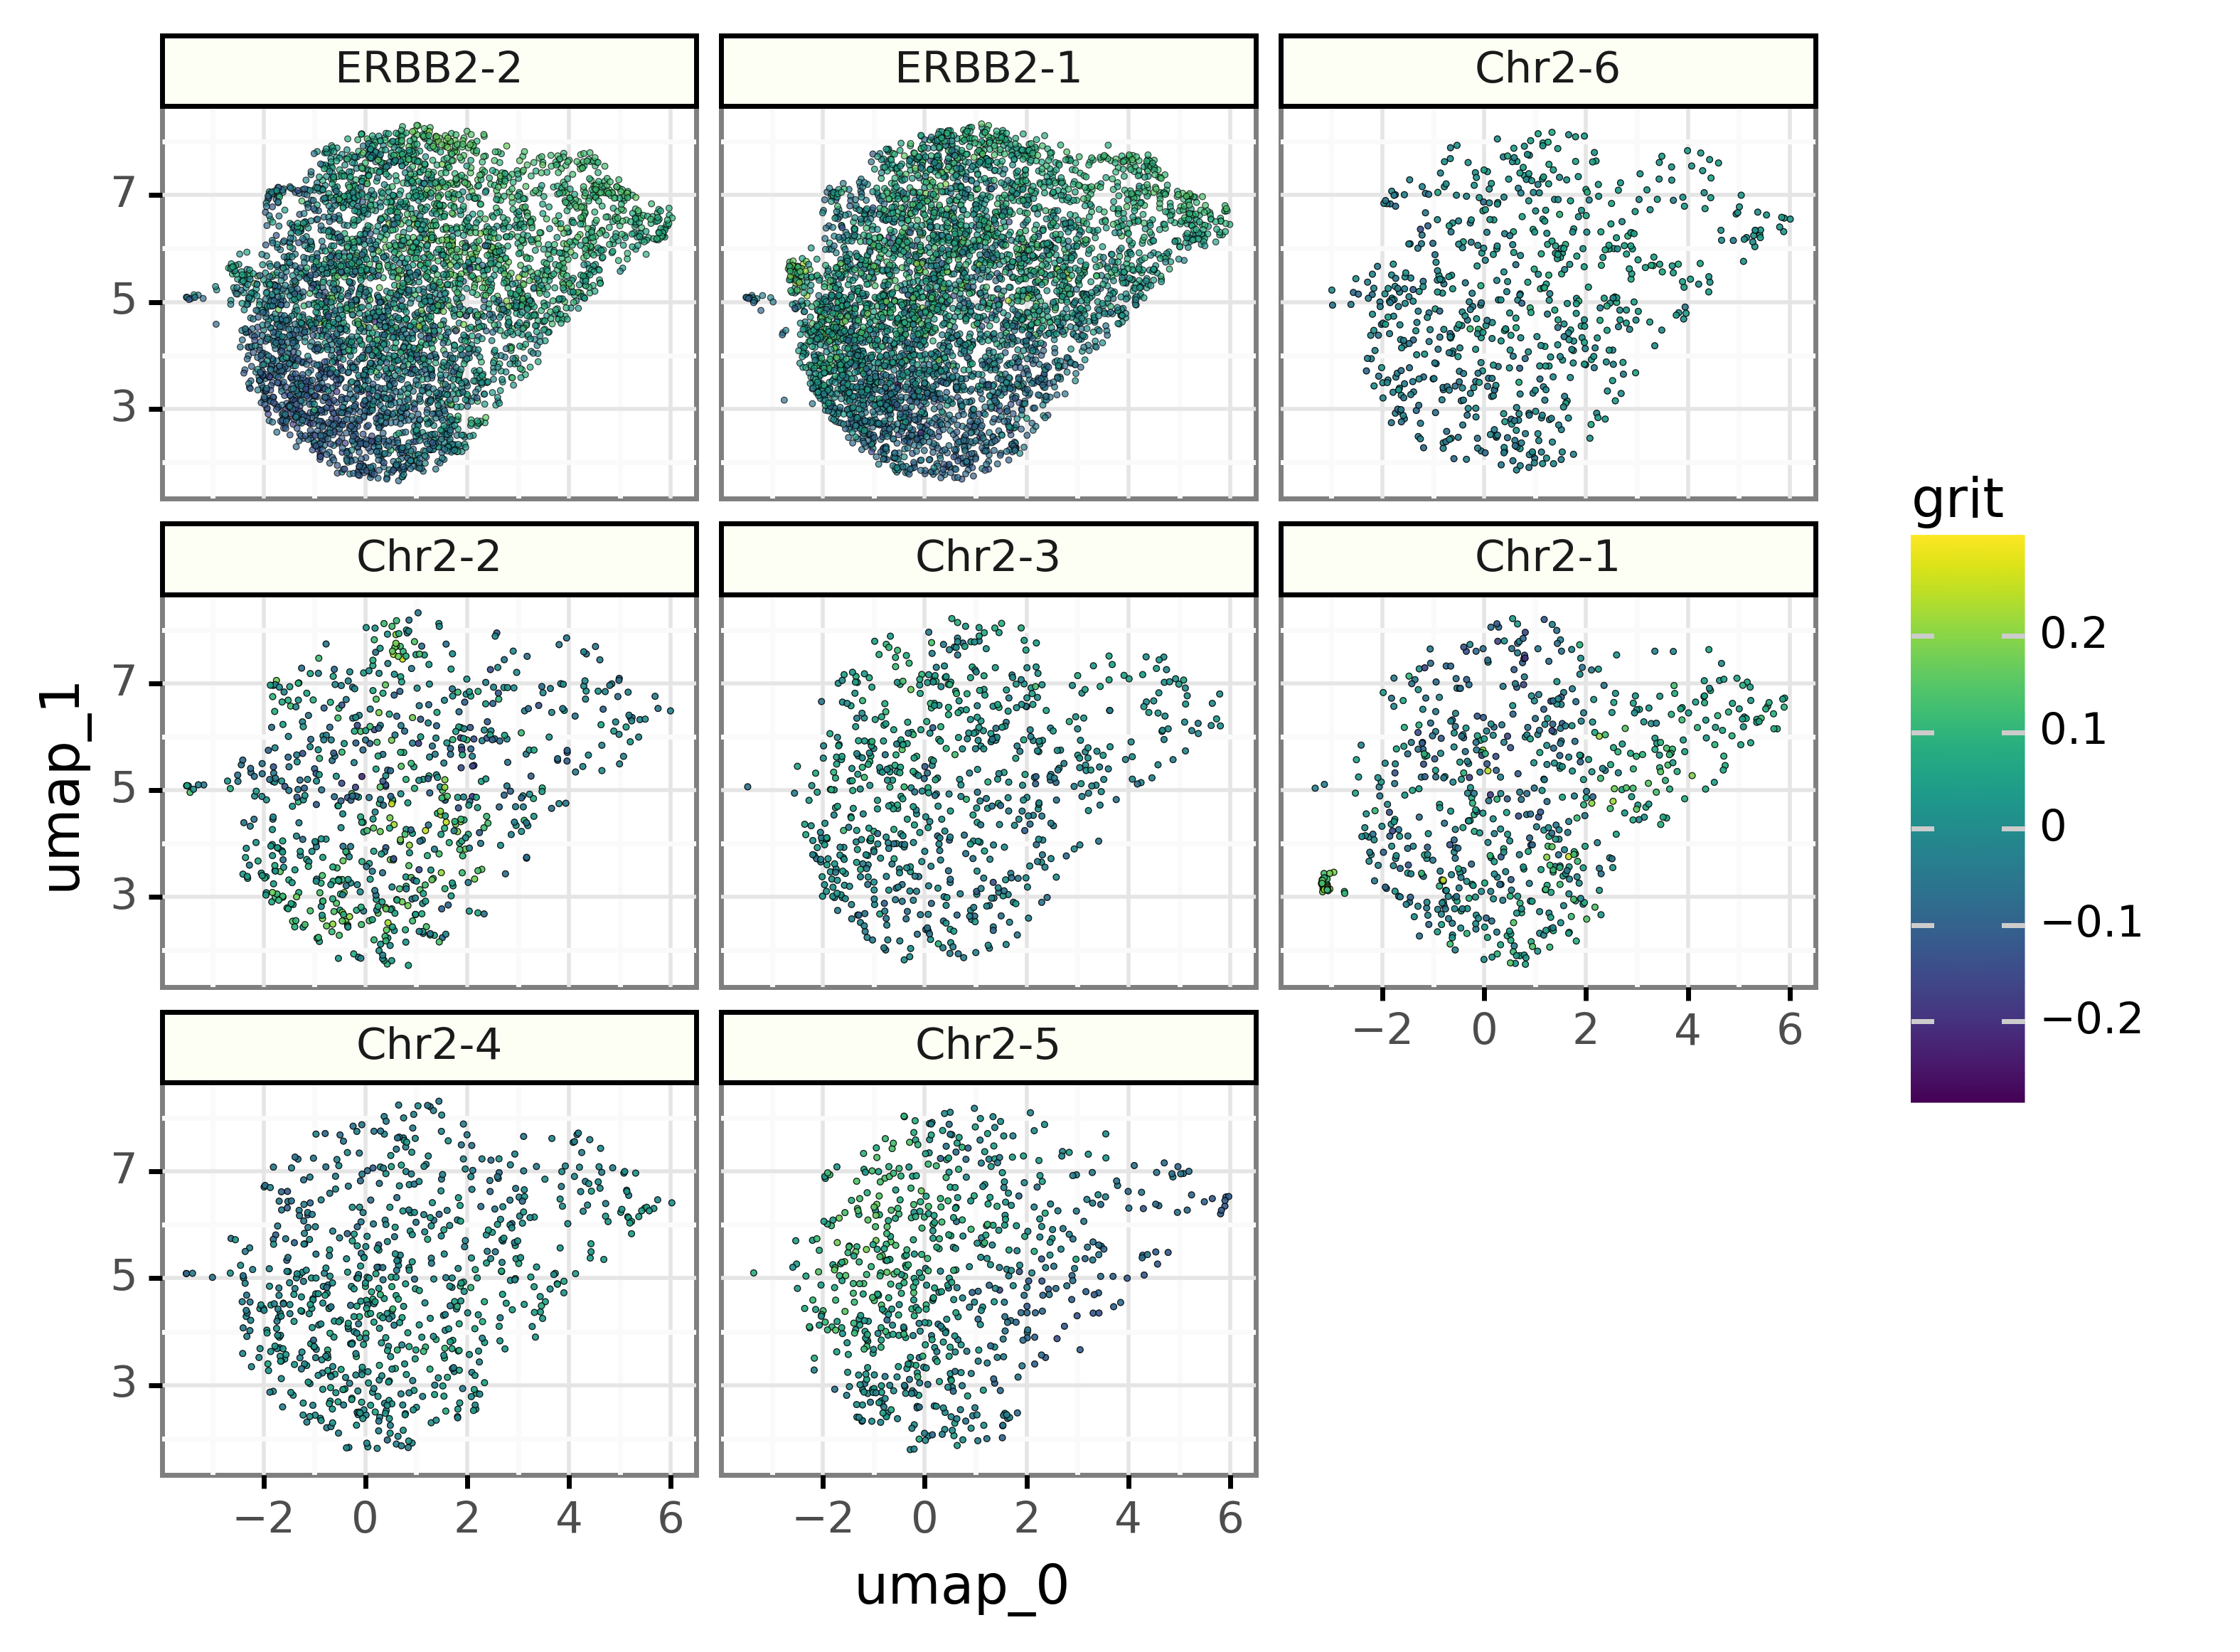 ERBB2-2 ERBB2-1 Chr2-6
7
5
3
Chr2-2 Chr2-3 Chr2-1
7
5
3
−2 0 2 4 6
Chr2-4 Chr2-5
7
5
3
−2 0 2 4 6 −2 0 2 4 6
umap_0
umap_1
grit
0.2
0.1
0
−0.1
−0.2